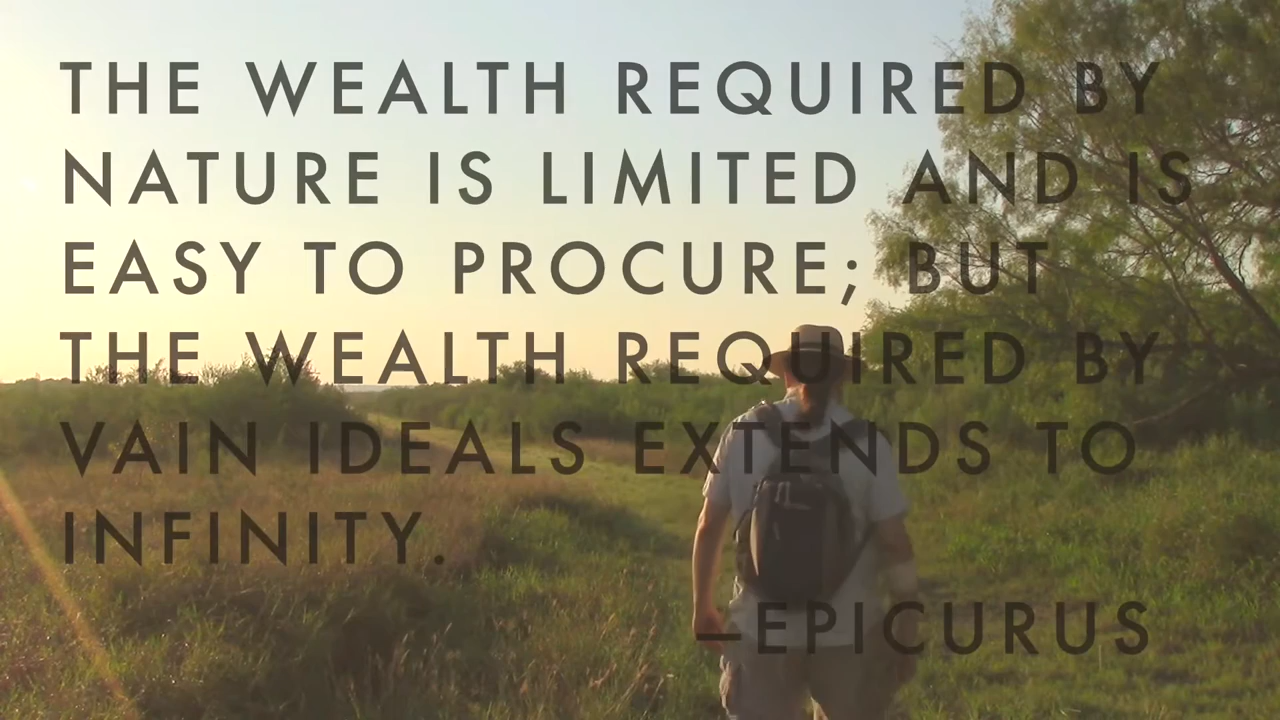 THE WEALTH REQUIRED BY
NATURE IS LIMITED AND IS
EASY TO PROCURE; BUT
THE WEALTH REQUIRED BY
VAIN IDEALS EXTENDS TO
INFINITY.
—EPICURUS